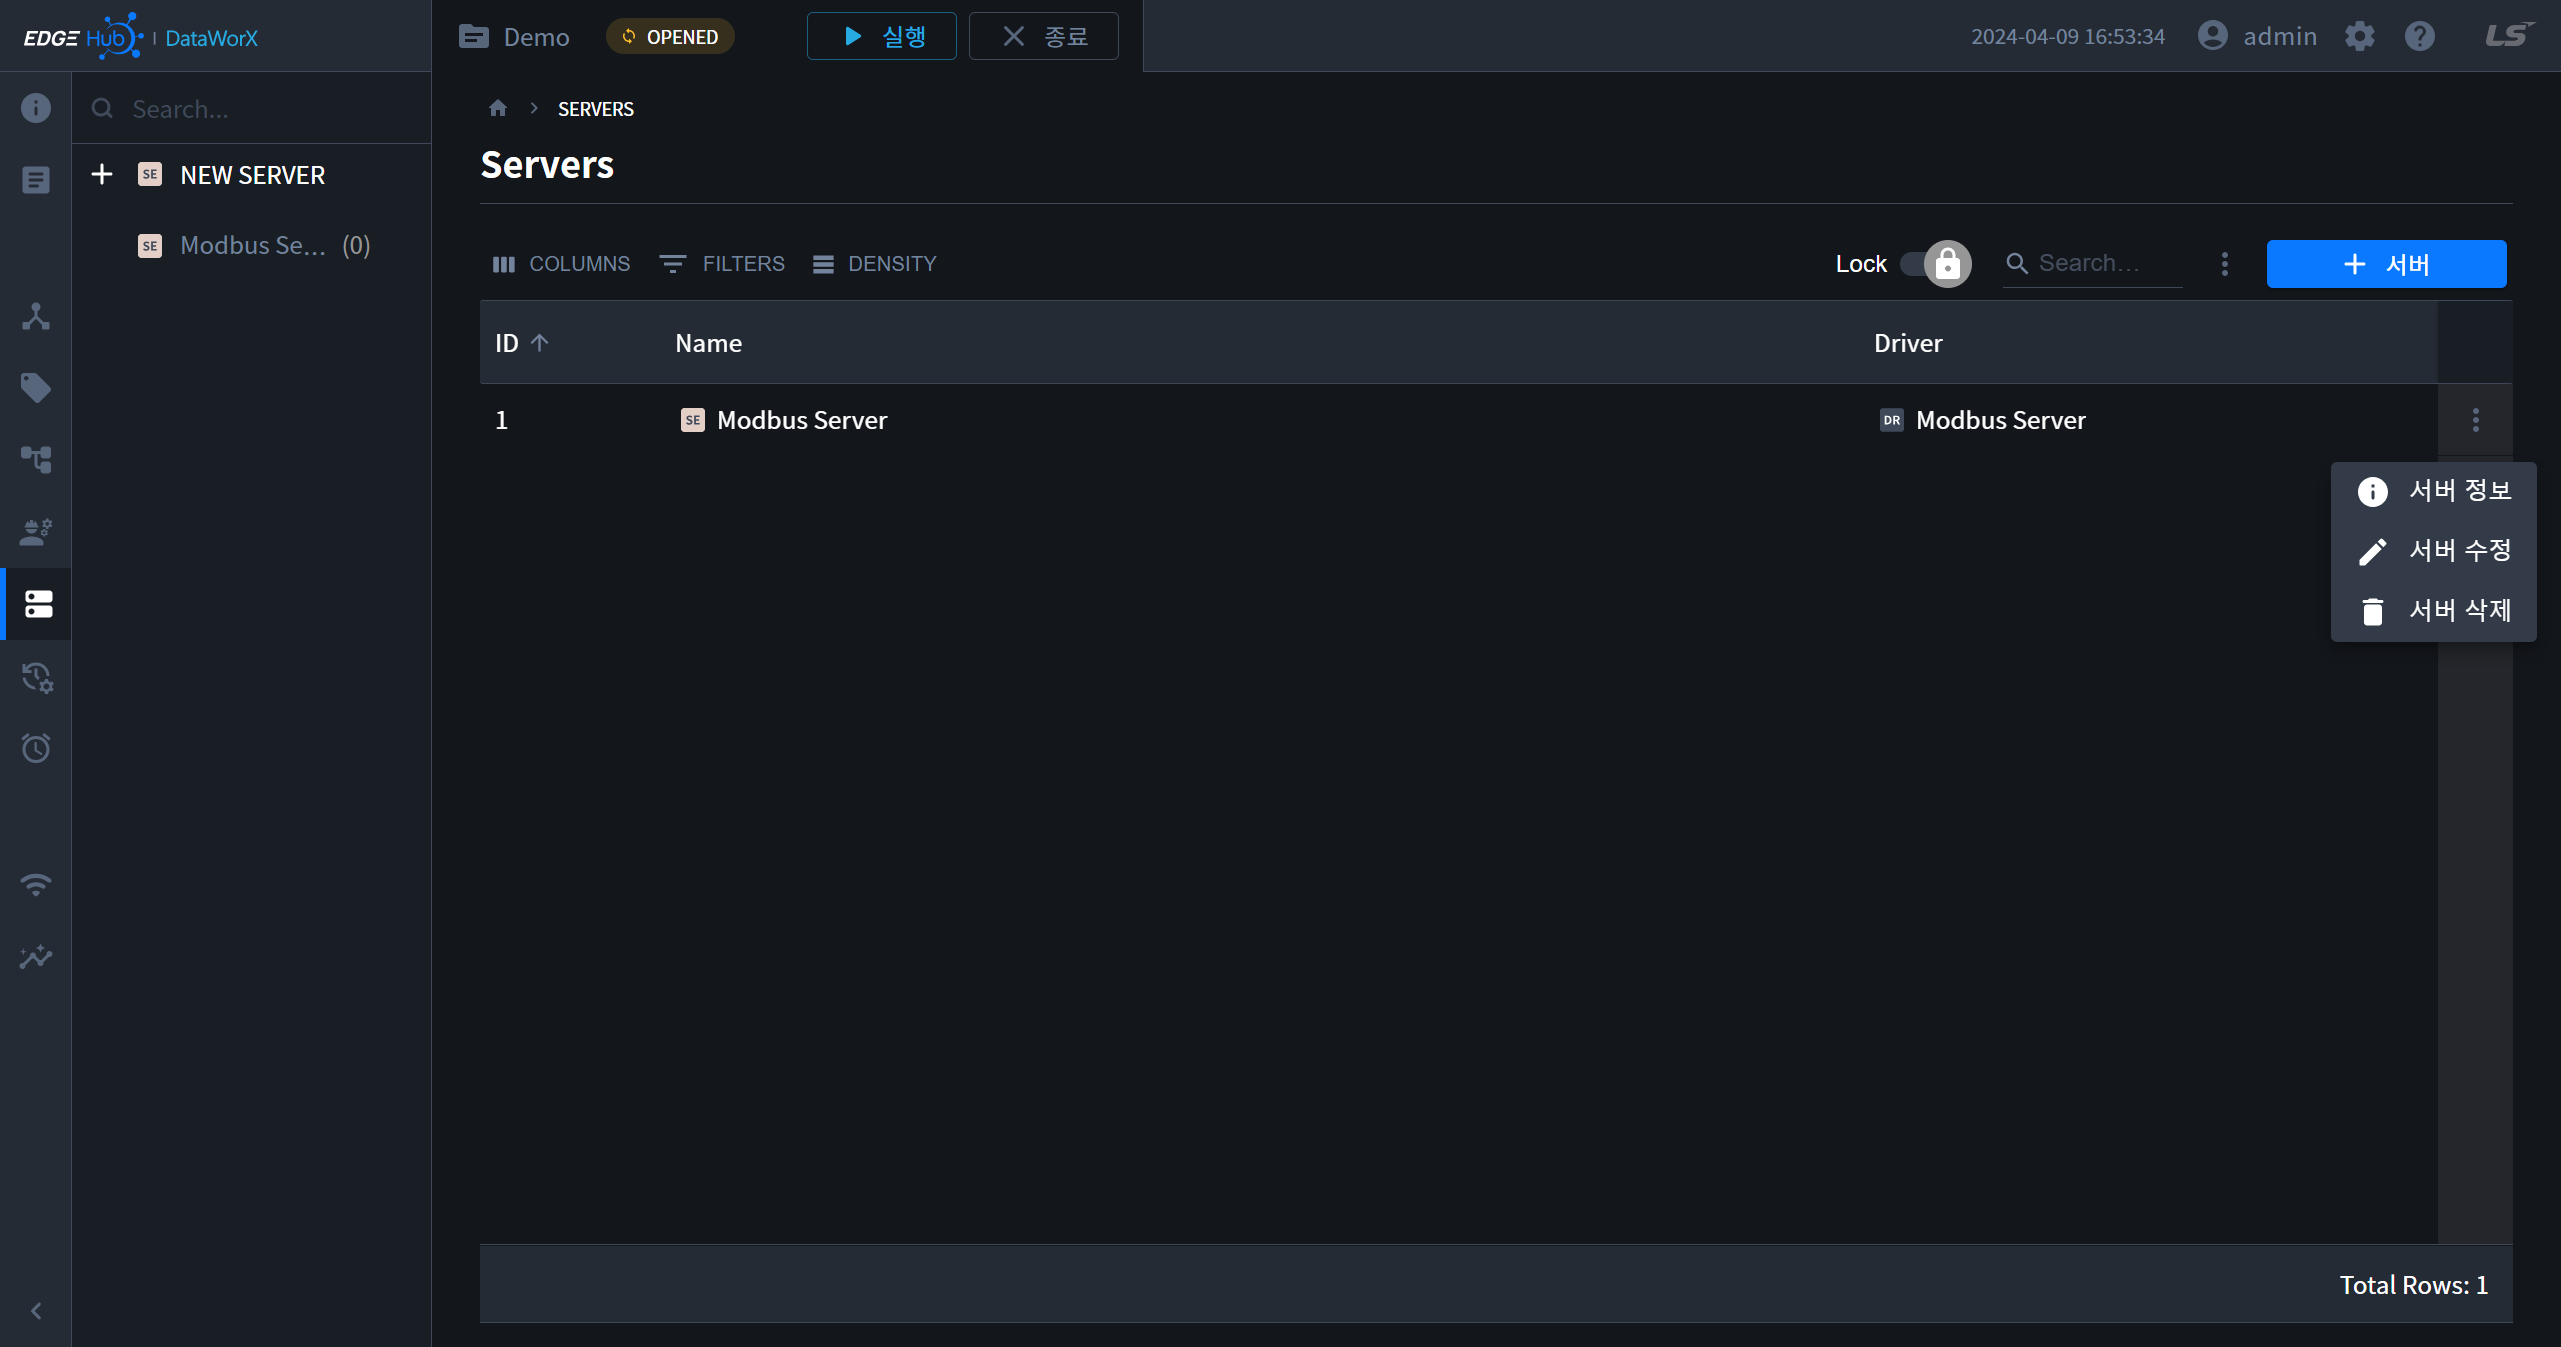 EDGE Hub | DataWorX
Demo
OPENED
실행
종료
2024-04-09 16:53:34
admin
LS
Search...
NEW SERVER
SE
Modbus Se... (0)
SE
SERVERS
Servers
COLUMNS
FILTERS
DENSITY
Lock
Search...
서버
ID
Name
Driver
1
SE
Modbus Server
DR
Modbus Server
서버 정보
서버 수정
서버 삭제
Total Rows: 1